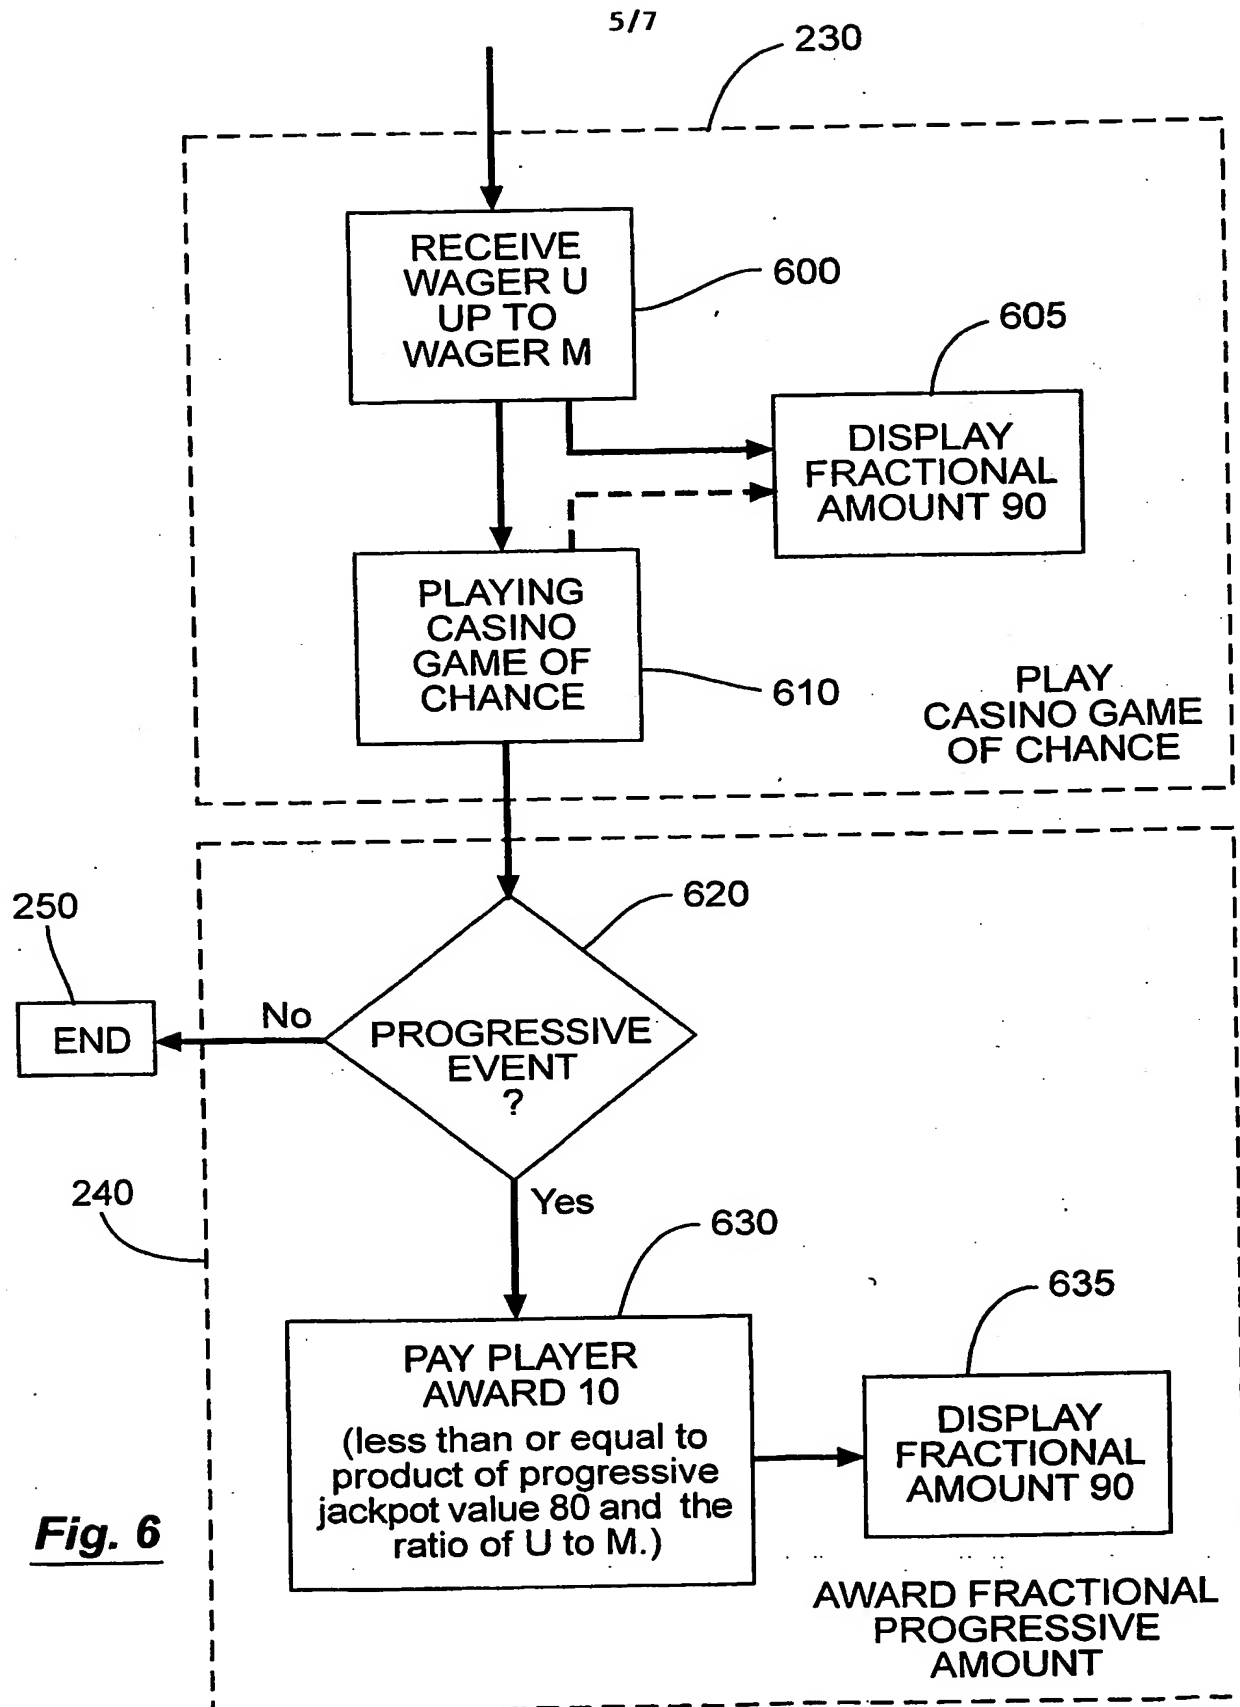 5/7
230
RECEIVE
WAGER U
UP TO
WAGER M
600
605
DISPLAY
FRACTIONAL
AMOUNT 90
PLAYING
CASINO
GAME OF
CHANCE
610
PLAY
CASINO GAME
OF CHANCE
620
250
END
No
PROGRESSIVE
EVENT
?
240
Yes
630
635
PAY PLAYER
AWARD 10
(less than or equal to
product of progressive
jackpot value 80 and the
ratio of U to M.)
DISPLAY
FRACTIONAL
AMOUNT 90
Fig. 6
AWARD FRACTIONAL
PROGRESSIVE
AMOUNT